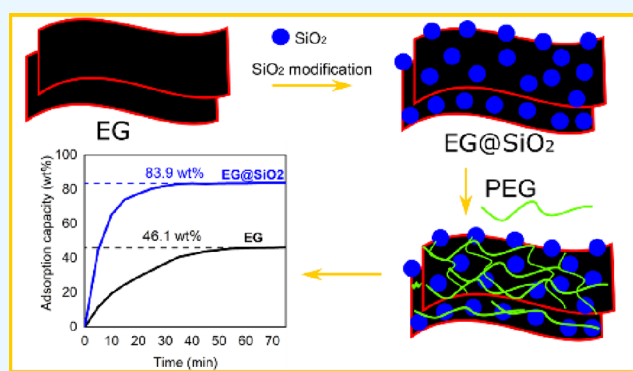 SiO₂
SiO₂ modification
EG
EG@SiO₂
PEG
100
80
60
40
20
0
Adsorption capacity (wt%)
83.9 wt%
EG@SiO2
46.1 wt%
EG
0 10 20 30 40 50 60 70
Time (min)